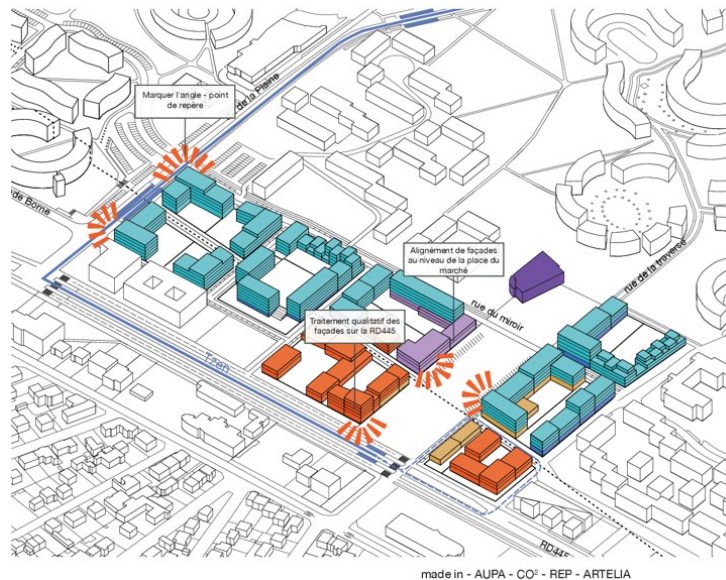 de la Plaine
Marquer l'angle - point
de repère
de Borne
Alignément de façades
au niveau de la place du
marché
rue de la traverse
rue du miroir
Traitement qualitatif des
façades sur la RD445
Tzen
RD445
made in - AUPA - CO² - REP - ARTELIA